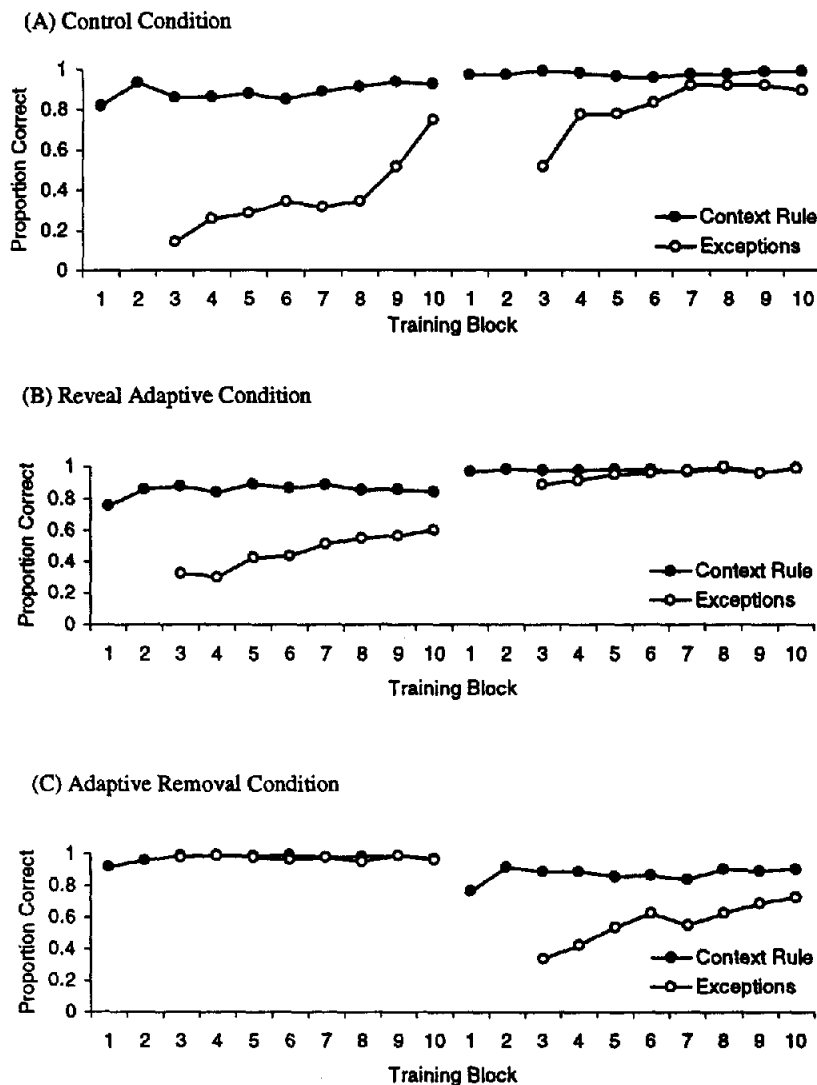 (A) Control Condition
Proportion Correct
1
0.8
0.6
0.4
0.2
0
Context Rule
Exceptions
1 2 3 4 5 6 7 8 9 10 1 2 3 4 5 6 7 8 9 10
Training Block
(B) Reveal Adaptive Condition
Proportion Correct
1
0.8
0.6
0.4
0.2
0
Context Rule
Exceptions
1 2 3 4 5 6 7 8 9 10 1 2 3 4 5 6 7 8 9 10
Training Block
(C) Adaptive Removal Condition
Proportion Correct
1
0.8
0.6
0.4
0.2
0
Context Rule
Exceptions
1 2 3 4 5 6 7 8 9 10 1 2 3 4 5 6 7 8 9 10
Training Block